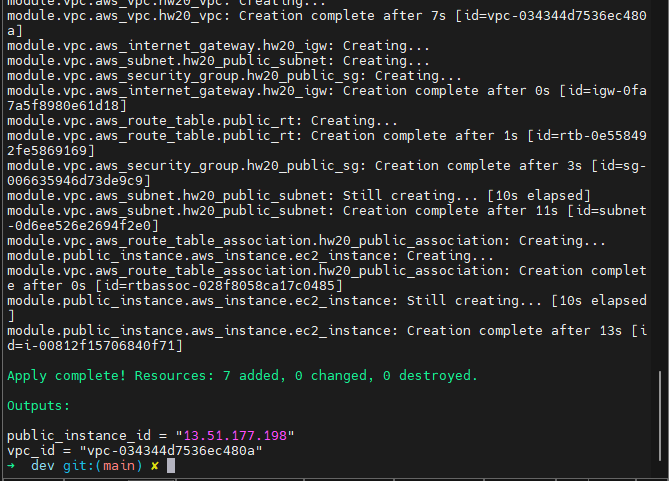 module.vpc.aws_vpc.hw20_vpc: Creating...
module.vpc.aws_vpc.hw20_vpc: Creation complete after 7s [id=vpc-034344d7536ec480
a]
module.vpc.aws_internet_gateway.hw20_igw: Creating...
module.vpc.aws_subnet.hw20_public_subnet: Creating...
module.vpc.aws_security_group.hw20_public_sg: Creating...
module.vpc.aws_internet_gateway.hw20_igw: Creation complete after 0s [id=igw-0fa
7a5f8980e61d18]
module.vpc.aws_route_table.public_rt: Creating...
module.vpc.aws_route_table.public_rt: Creation complete after 1s [id=rtb-0e55849
2fe5869169]
module.vpc.aws_security_group.hw20_public_sg: Creation complete after 3s [id=sg-
006635946d73de9c9]
module.vpc.aws_subnet.hw20_public_subnet: Still creating... [10s elapsed]
module.vpc.aws_subnet.hw20_public_subnet: Creation complete after 11s [id=subnet
-0d6ee526e2694f2e0]
module.vpc.aws_route_table_association.hw20_public_association: Creating...
module.public_instance.aws_instance.ec2_instance: Creating...
module.vpc.aws_route_table_association.hw20_public_association: Creation complet
e after 0s [id=rtbassoc-028f8058ca17c0485]
module.public_instance.aws_instance.ec2_instance: Still creating... [10s elapsed
]
module.public_instance.aws_instance.ec2_instance: Creation complete after 13s [i
d=i-00812f15706840f71]
Apply complete! Resources: 7 added, 0 changed, 0 destroyed.
Outputs:
public_instance_id = "13.51.177.198"
vpc_id = "vpc-034344d7536ec480a"
➜ dev git:(main) ✘